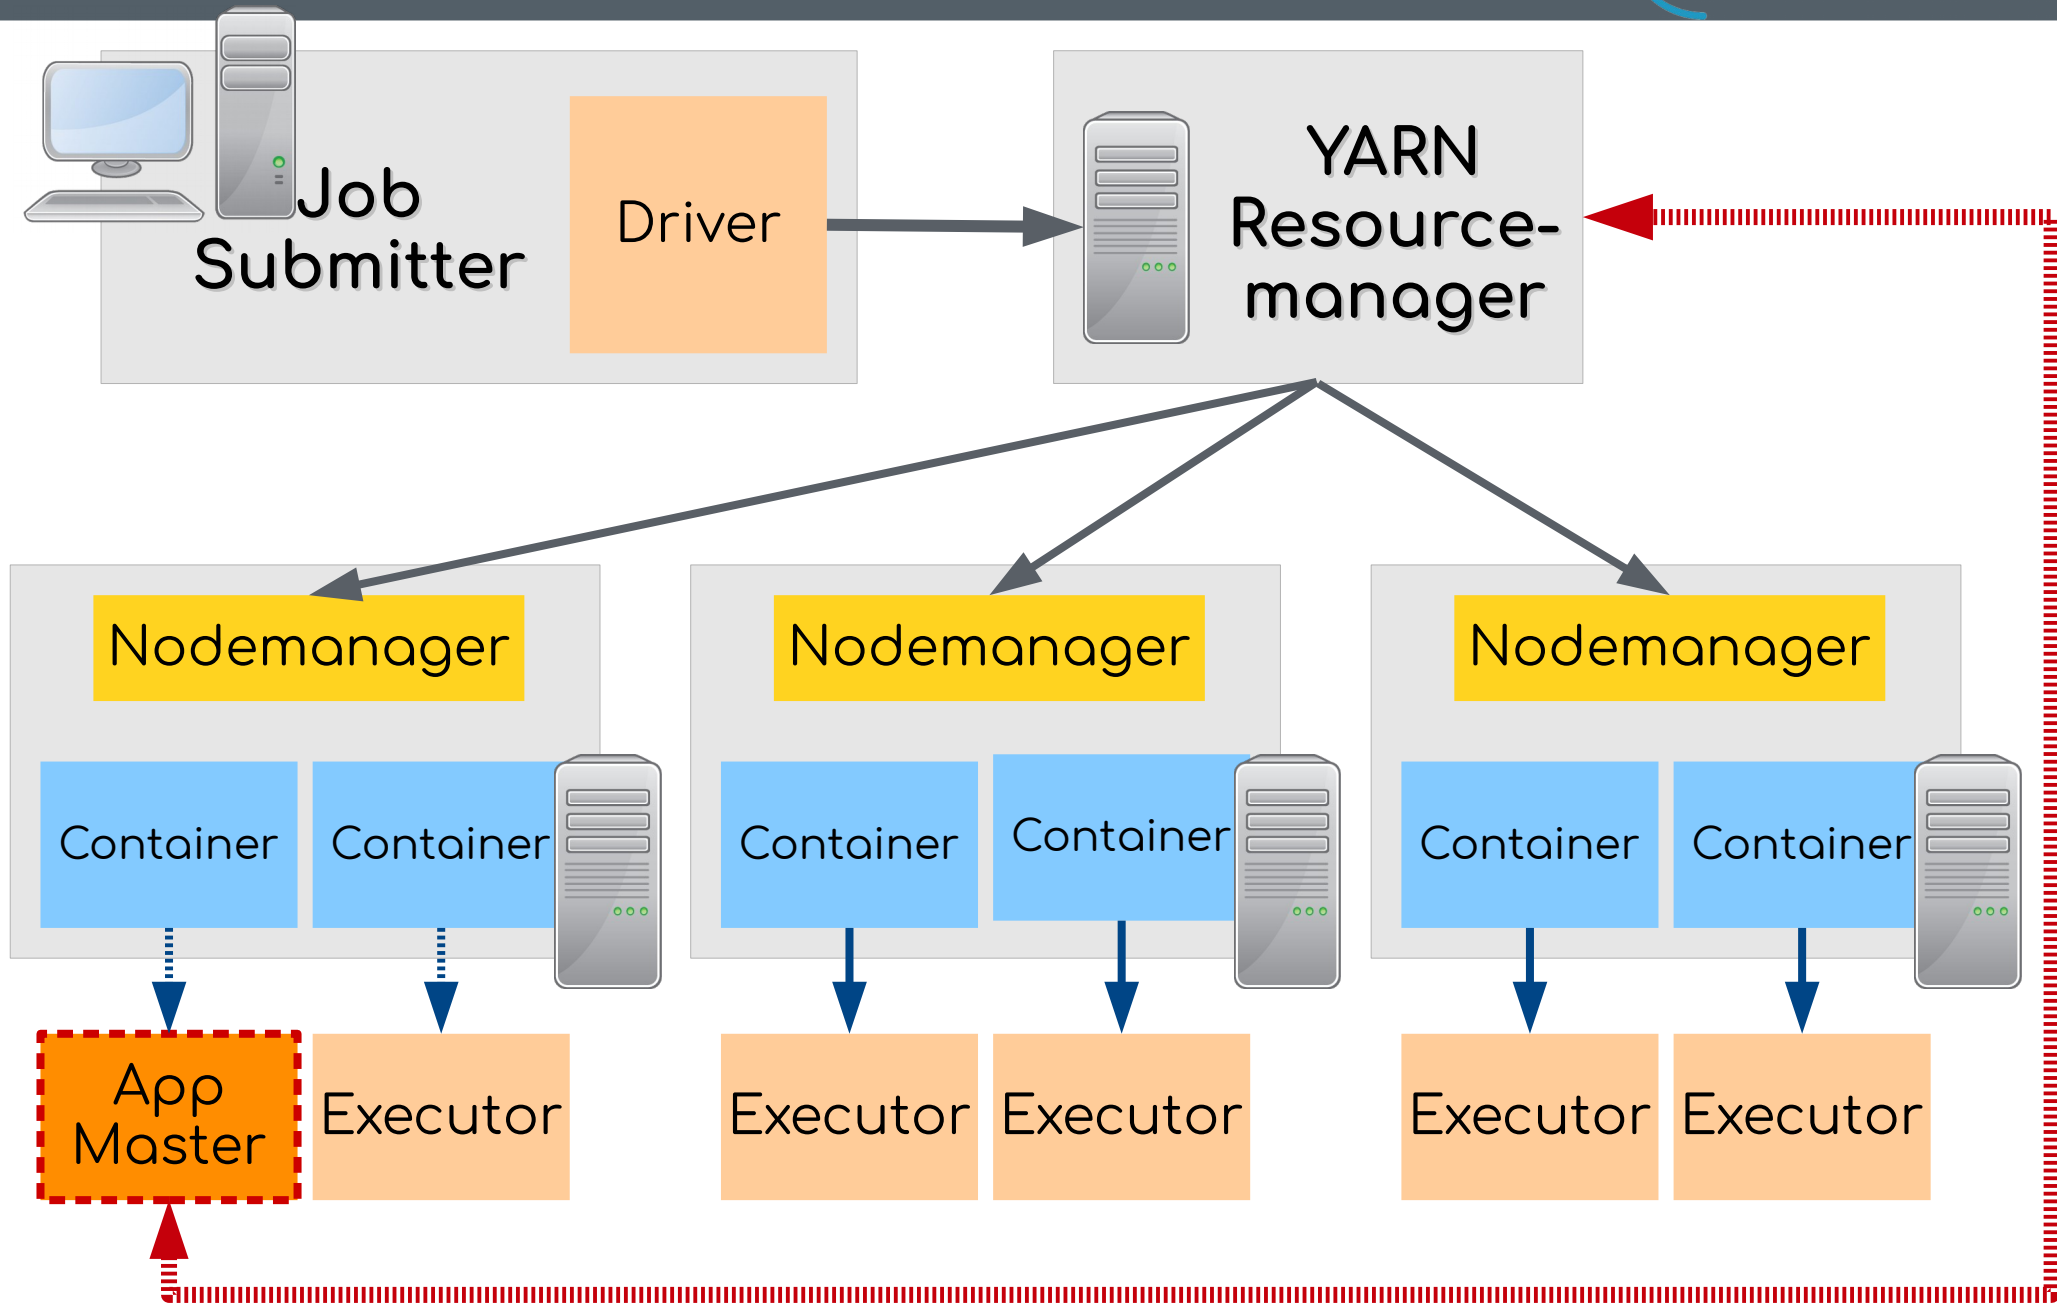 Job
Submitter
Driver
YARN
Resource-
manager
Nodemanager
Nodemanager
Nodemanager
Container
Container
Container
Container
Container
Container
App
Master
Executor
Executor
Executor
Executor
Executor